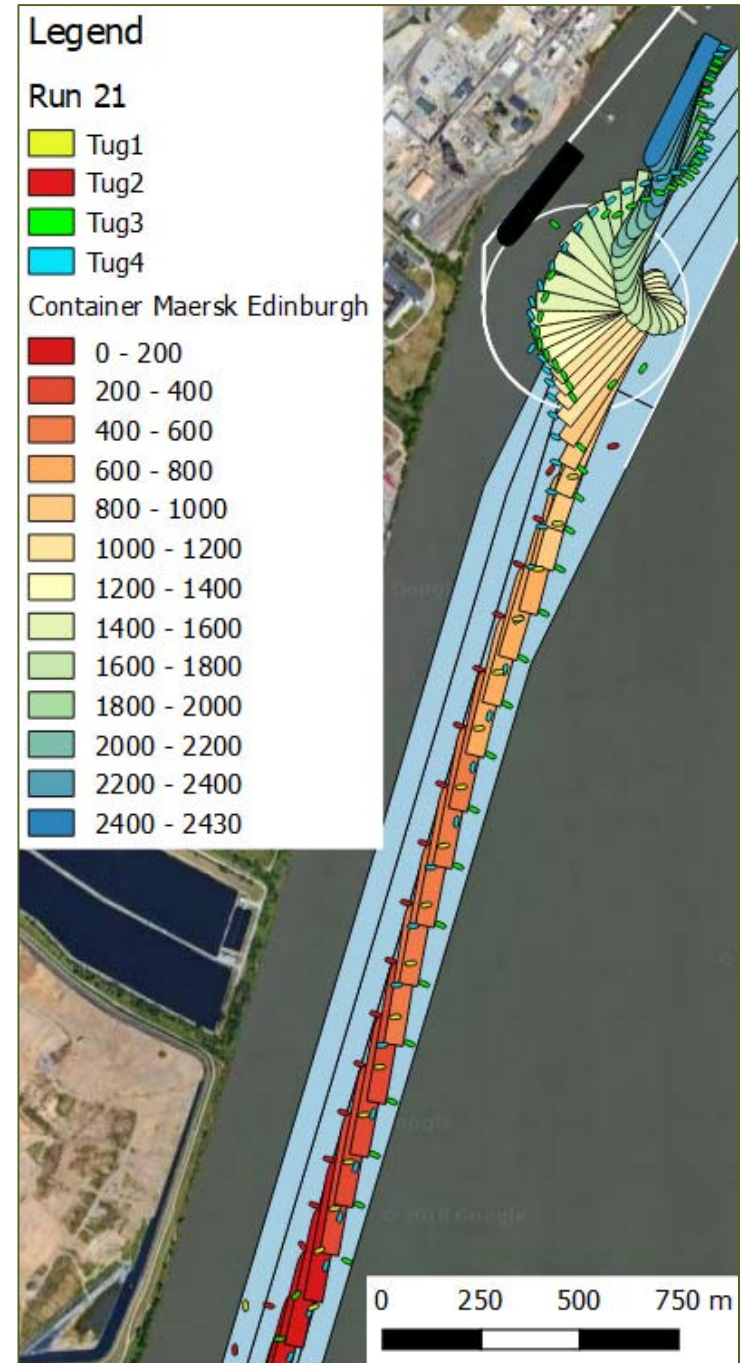 Legend
Run 21
Tug1
Tug2
Tug3
Tug4
Container Maersk Edinburgh
0 - 200
200 - 400
400 - 600
600 - 800
800 - 1000
1000 - 1200
1200 - 1400
1400 - 1600
1600 - 1800
1800 - 2000
2000 - 2200
2200 - 2400
2400 - 2430
© 2018 Google
0 250 500 750 m